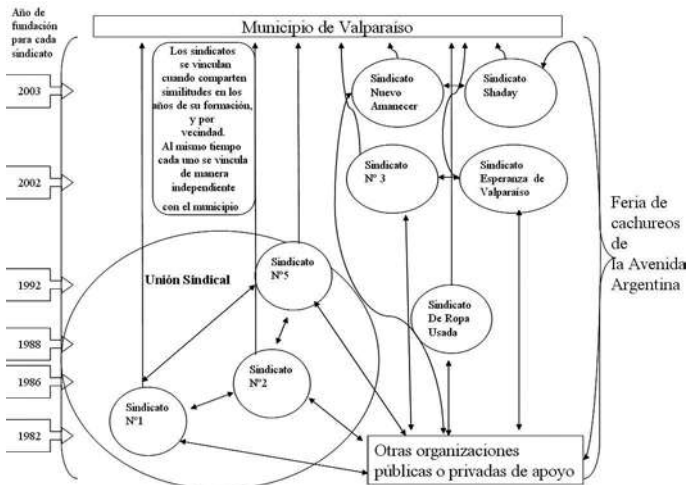 Año de
fundación
para cada
sindicato
Municipio de Valparaíso
Los sindicatos
se vinculan
cuando comparten
similitudes en los
años de su formación,
y por
vecindad.
Al mismo tiempo
cada uno se vincula
de manera
independiente
con el municipio
2003
Sindicato
Nuevo
Amanecer
Sindicato
Shaday
2002
Sindicato
Nº 3
Sindicato
Esperanza de
Valparaíso
Feria de
cachureos
de
la Avenida
Argentina
1992
Unión Sindical
Sindicato
Nº5
Sindicato
De Ropa
Usada
1988
1986
Sindicato
Nº2
1982
Sindicato
Nº1
Otras organizaciones
públicas o privadas de apoyo